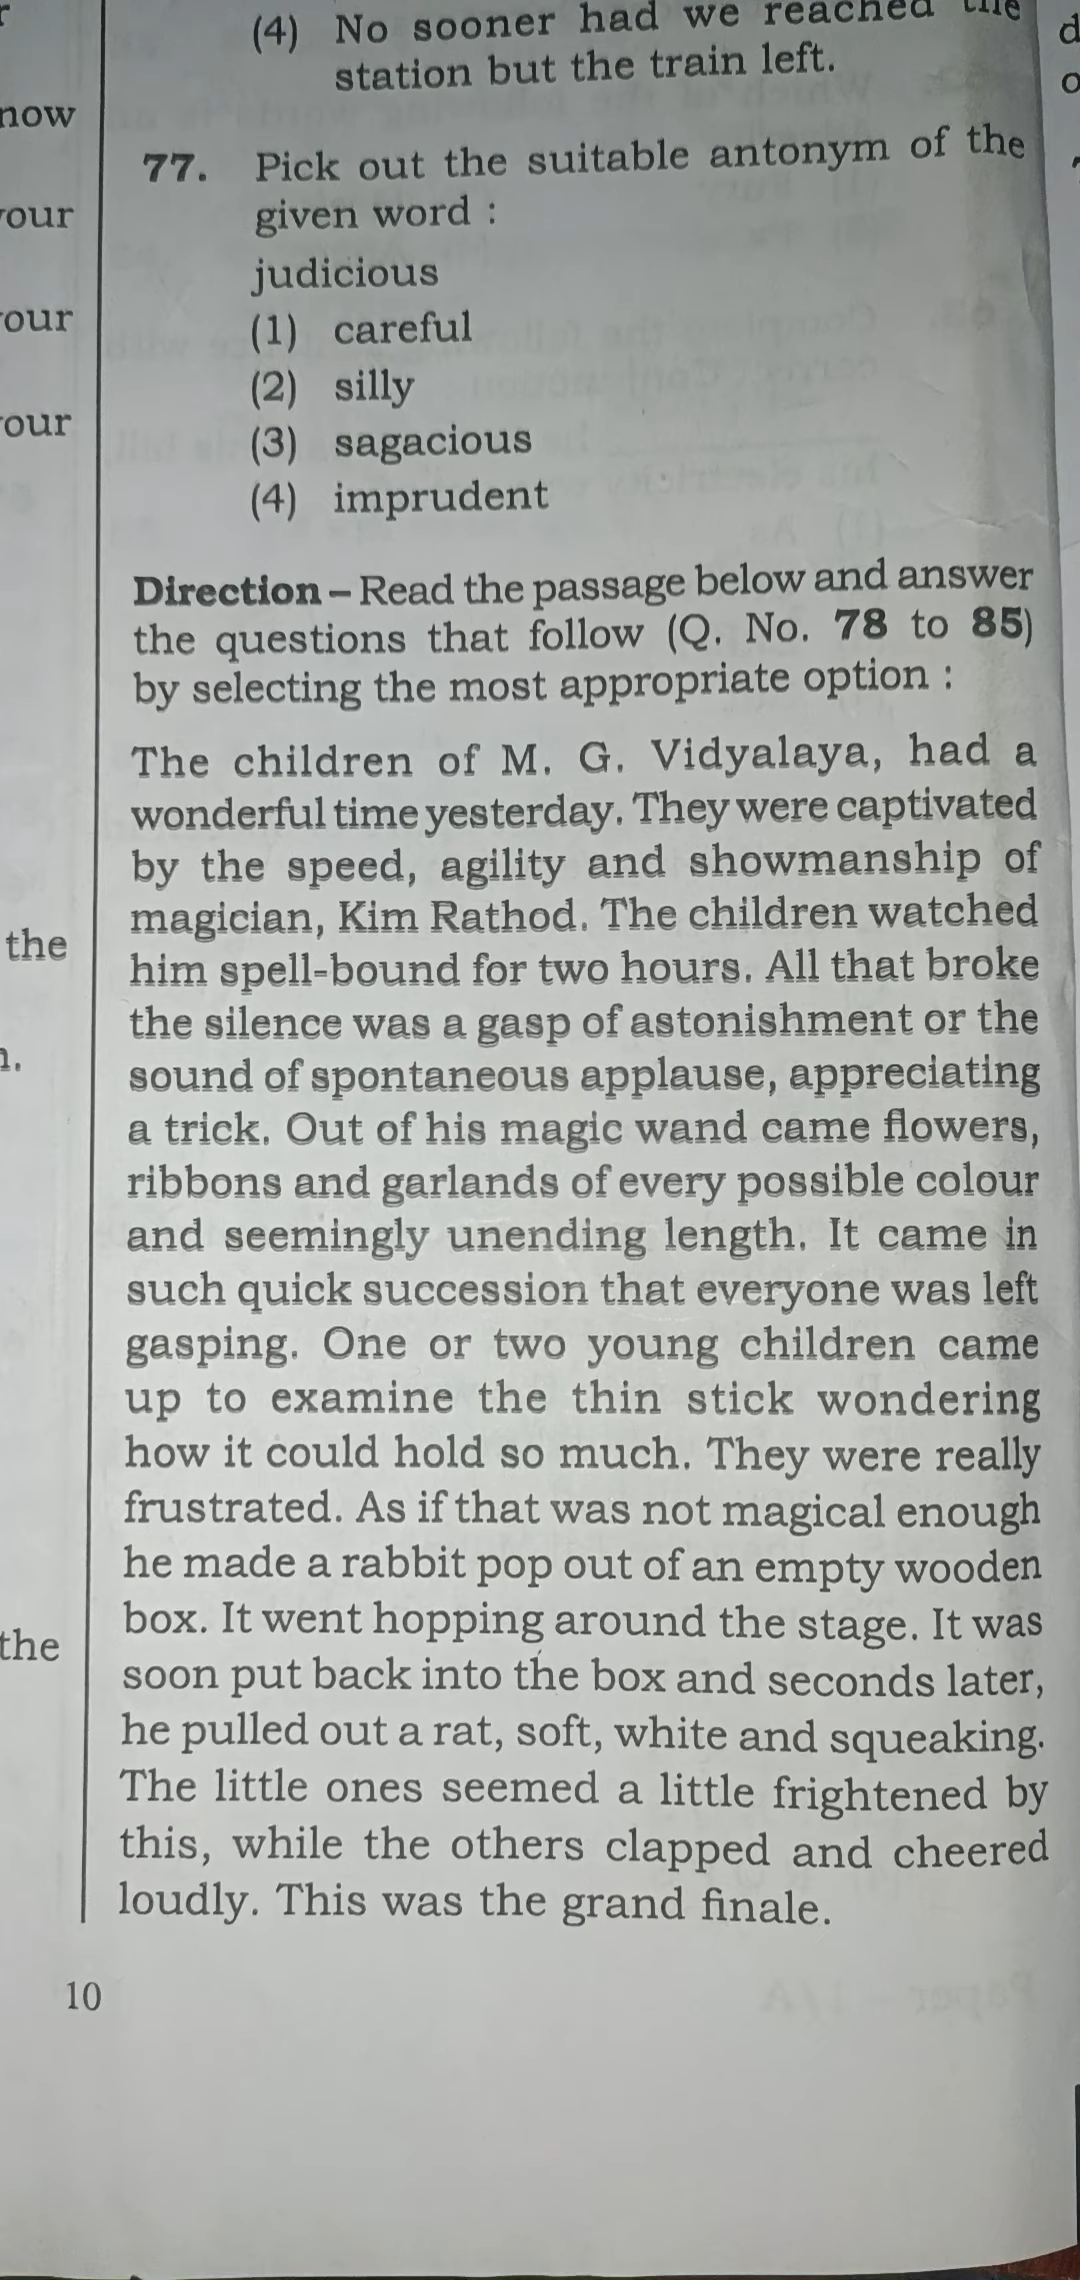 now
your
your
your
the
the
(4) No sooner had we reached the
station but the train left.
77. Pick out the suitable antonym of the
given word :
judicious
(1) careful
(2) silly
(3) sagacious
(4) imprudent
Direction – Read the passage below and answer
the questions that follow (Q. No. 78 to 85)
by selecting the most appropriate option :
The children of M. G. Vidyalaya, had a
wonderful time yesterday. They were captivated
by the speed, agility and showmanship of
magician, Kim Rathod. The children watched
him spell-bound for two hours. All that broke
the silence was a gasp of astonishment or the
sound of spontaneous applause, appreciating
a trick. Out of his magic wand came flowers,
ribbons and garlands of every possible colour
and seemingly unending length. It came in
such quick succession that everyone was left
gasping. One or two young children came
up to examine the thin stick wondering
how it could hold so much. They were really
frustrated. As if that was not magical enough
he made a rabbit pop out of an empty wooden
box. It went hopping around the stage. It was
soon put back into the box and seconds later,
he pulled out a rat, soft, white and squeaking.
The little ones seemed a little frightened by
this, while the others clapped and cheered
loudly. This was the grand finale.
10